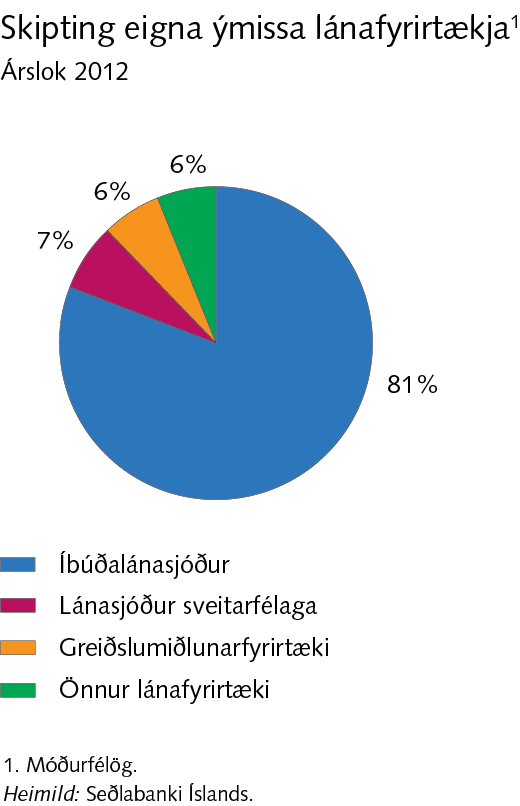 Skipting eigna ýmissa lánafyrirtækja¹
Árslok 2012
6%
6%
7%
81%
Íbúðalánasjóður
Lánasjóður sveitarfélaga
Greiðslumiðlunarfyrirtæki
Önnur lánafyrirtæki
1. Móðurfélög.
Heimild: Seðlabanki Íslands.